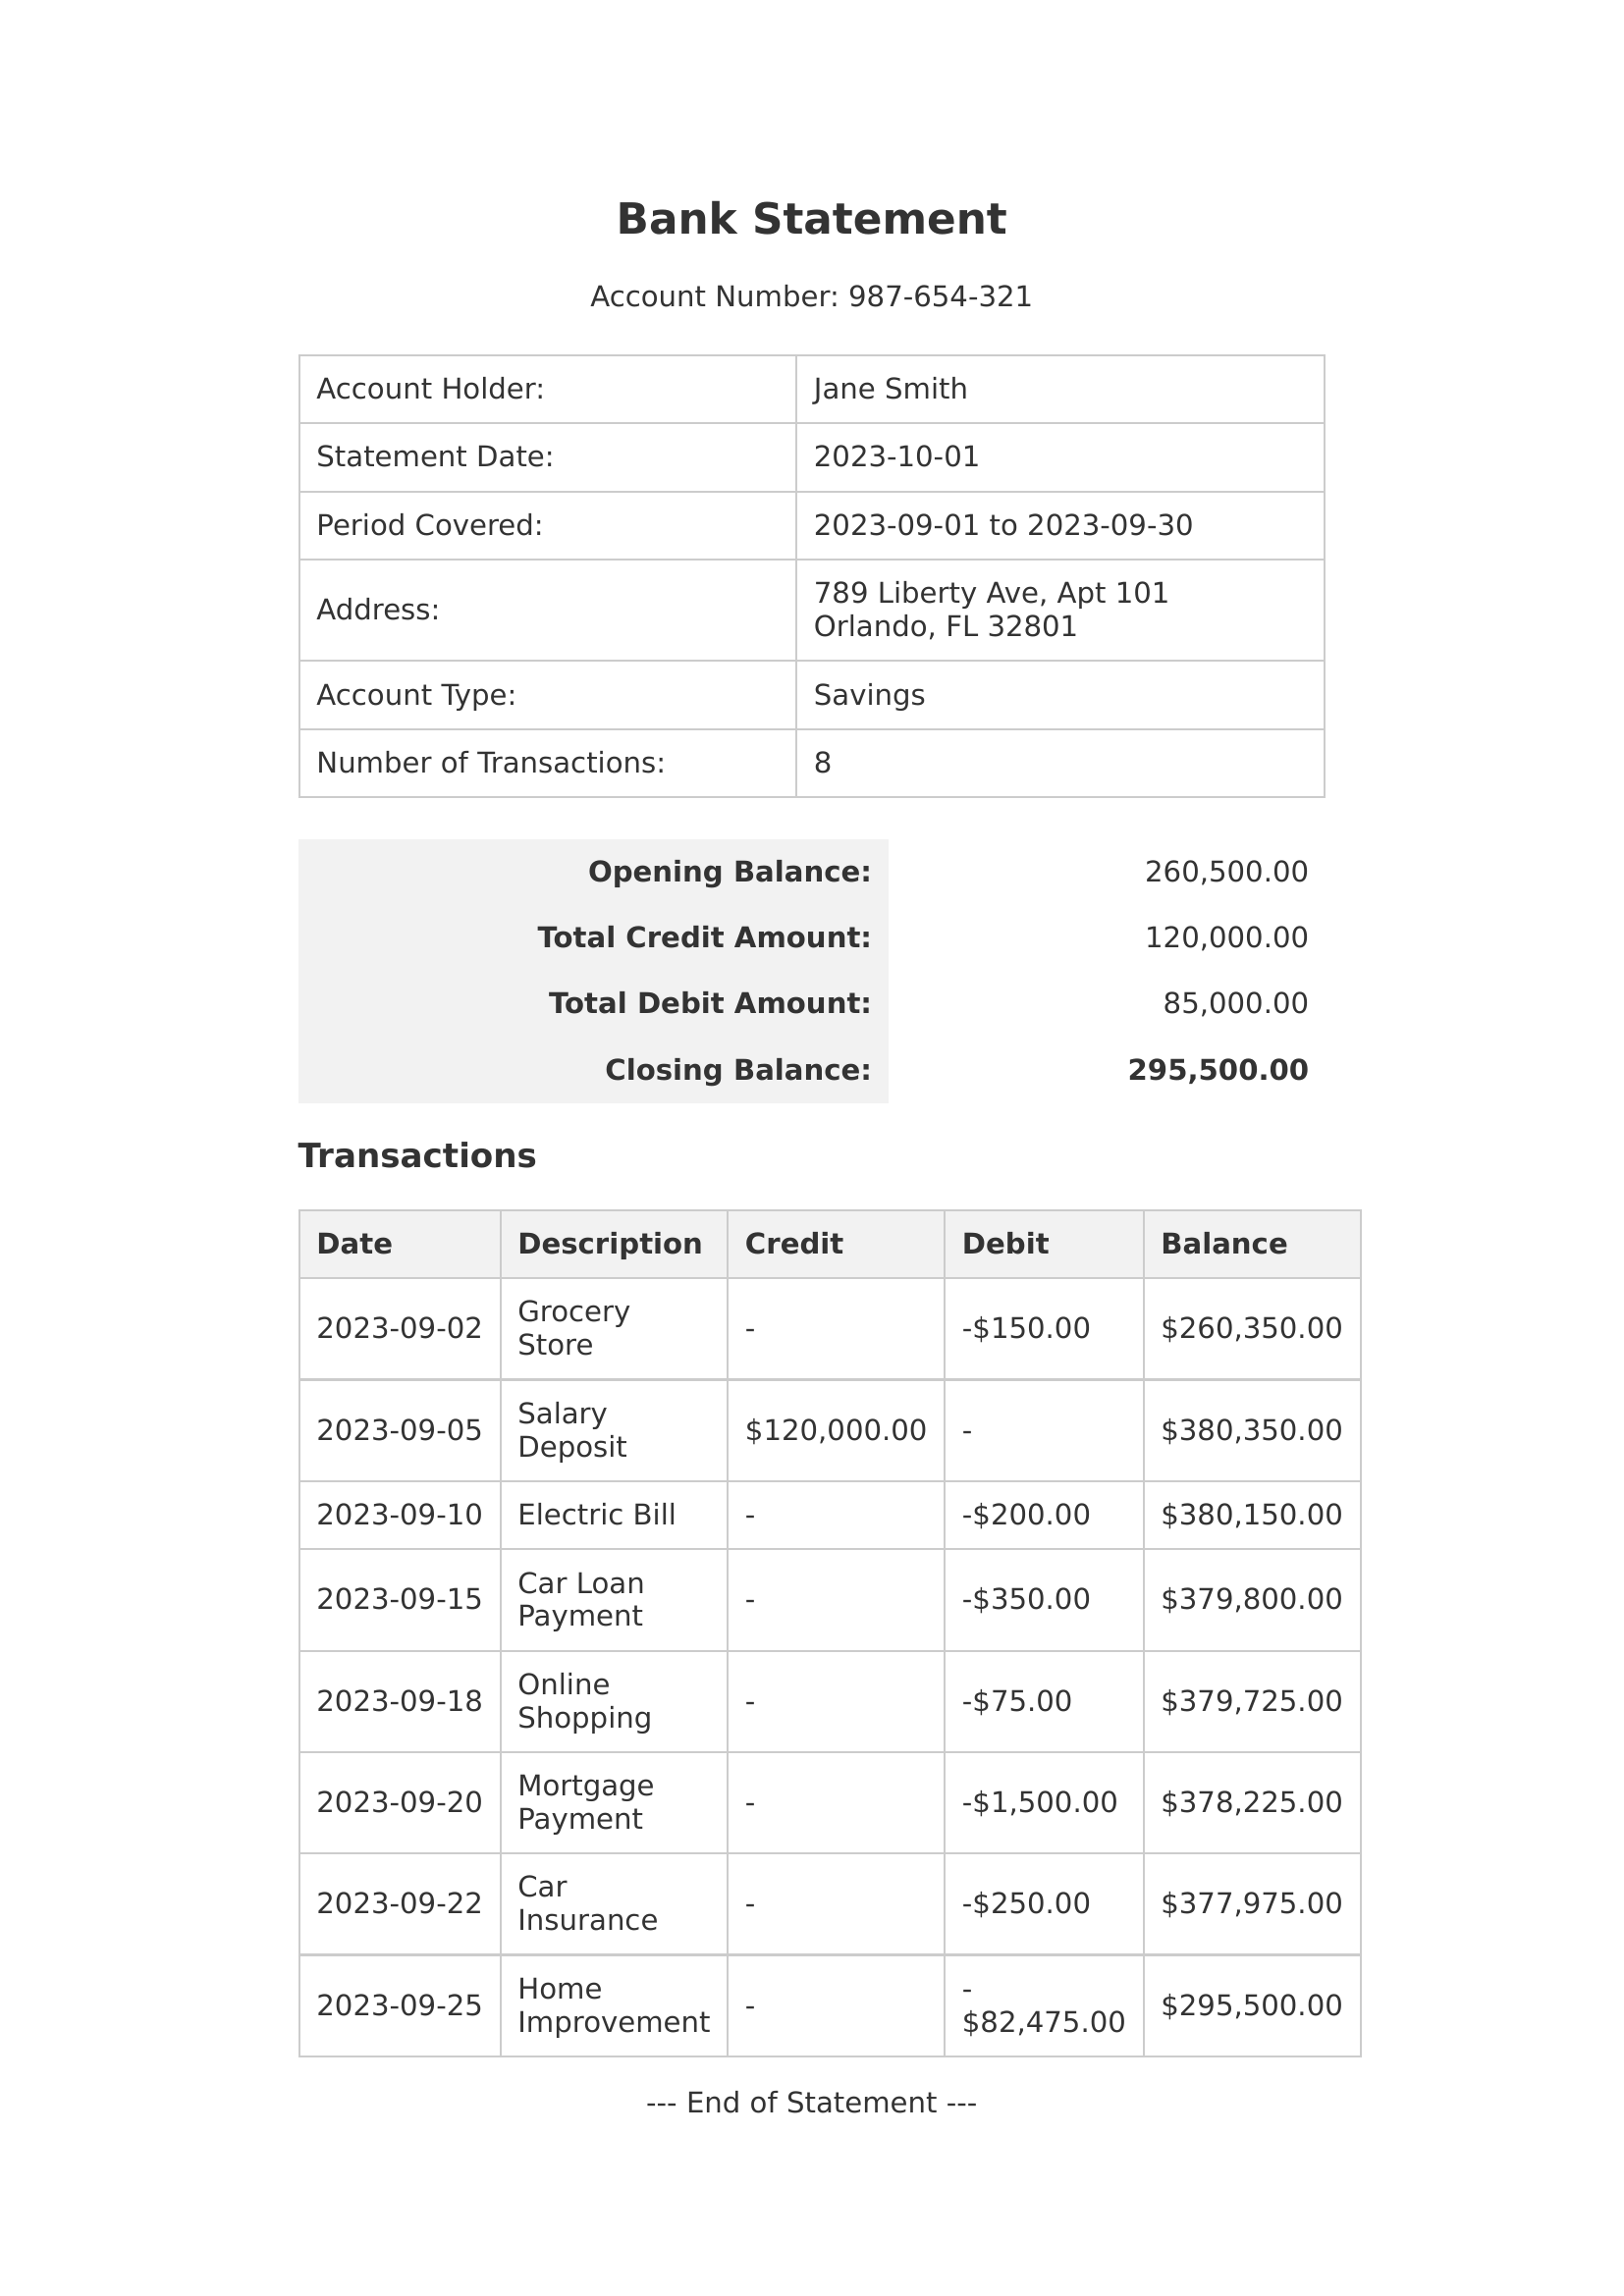 Bank Statement
Account Number: 987-654-321
Account Holder: Jane Smith
Statement Date: 2023-10-01
Period Covered: 2023-09-01 to 2023-09-30
Address: 789 Liberty Ave, Apt 101
Orlando, FL 32801
Account Type: Savings
Number of Transactions: 8
Opening Balance: 260,500.00
Total Credit Amount: 120,000.00
Total Debit Amount: 85,000.00
Closing Balance: 295,500.00
Transactions
Date Description Credit Debit Balance
2023-09-02 Grocery Store - -$150.00 $260,350.00
2023-09-05 Salary Deposit $120,000.00 - $380,350.00
2023-09-10 Electric Bill - -$200.00 $380,150.00
2023-09-15 Car Loan Payment - -$350.00 $379,800.00
2023-09-18 Online Shopping - -$75.00 $379,725.00
2023-09-20 Mortgage Payment - -$1,500.00 $378,225.00
2023-09-22 Car Insurance - -$250.00 $377,975.00
2023-09-25 Home Improvement - -$82,475.00 $295,500.00
--- End of Statement ---